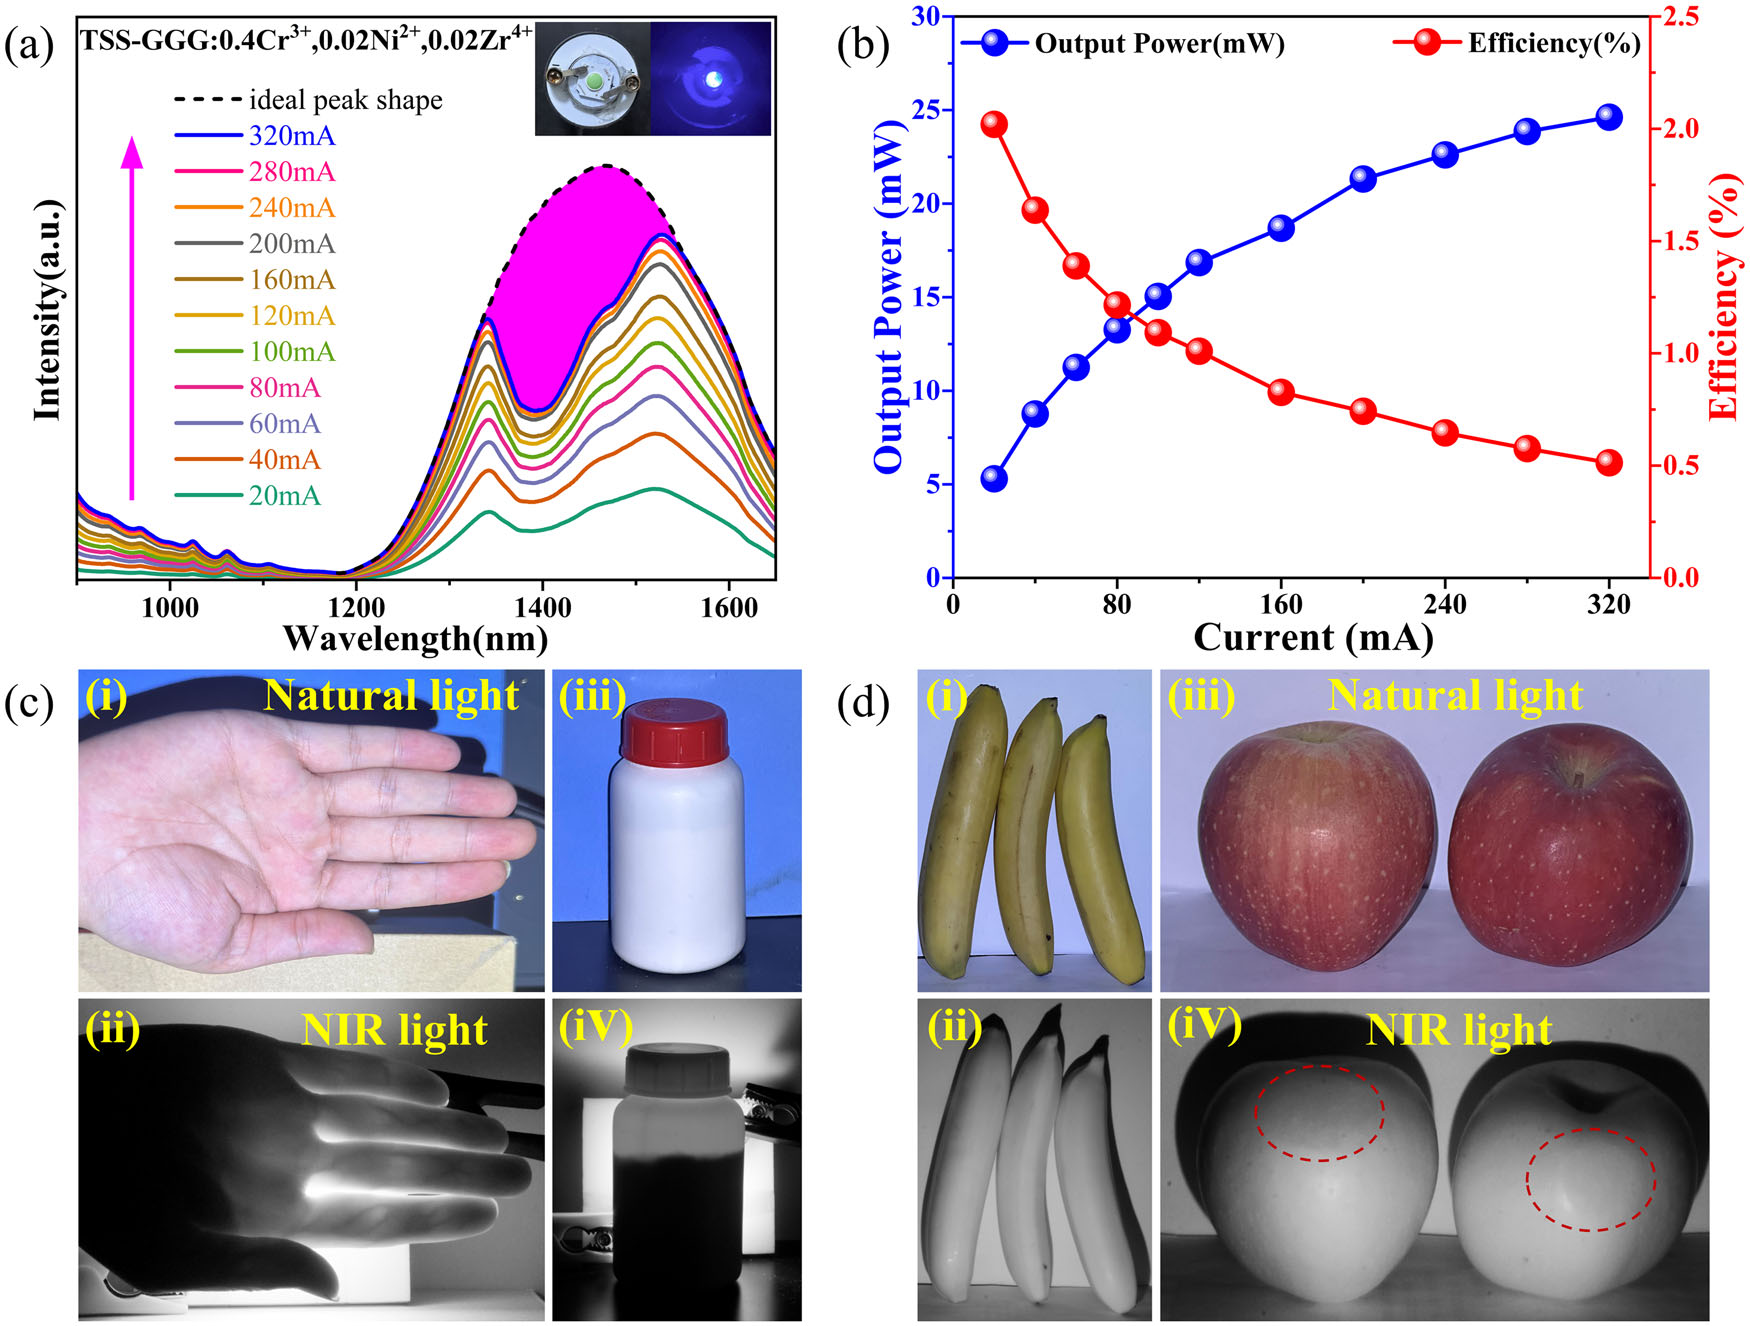 (a)
TSS-GGG:0.4Cr³⁺,0.02Ni²⁺,0.02Zr⁴⁺
ideal peak shape
320mA
280mA
240mA
200mA
160mA
120mA
100mA
80mA
60mA
40mA
20mA
Intensity(a.u.)
1000
1200
1400
1600
Wavelength(nm)
(b)
Output Power(mW)
Efficiency(%)
30
25
20
15
10
5
0
Output Power (mW)
2.5
2.0
1.5
1.0
0.5
0.0
Efficiency (%)
0
80
160
240
320
Current (mA)
(c)
(i)
Natural light
(iii)
(ii)
NIR light
(iv)
(d)
(i)
(iii)
Natural light
(ii)
(iv)
NIR light